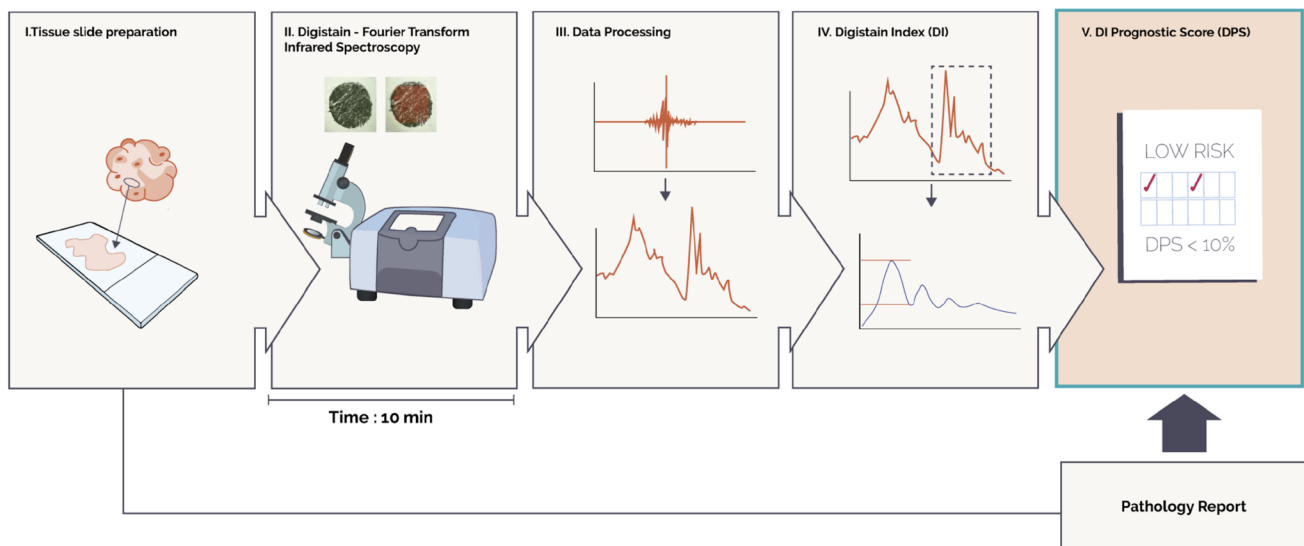 I.Tissue slide preparation
II. Digistain - Fourier Transform
Infrared Spectroscopy
III. Data Processing
IV. Digistain Index (DI)
V. DI Prognostic Score (DPS)
LOW RISK
DPS < 10%
Time : 10 min
Pathology Report